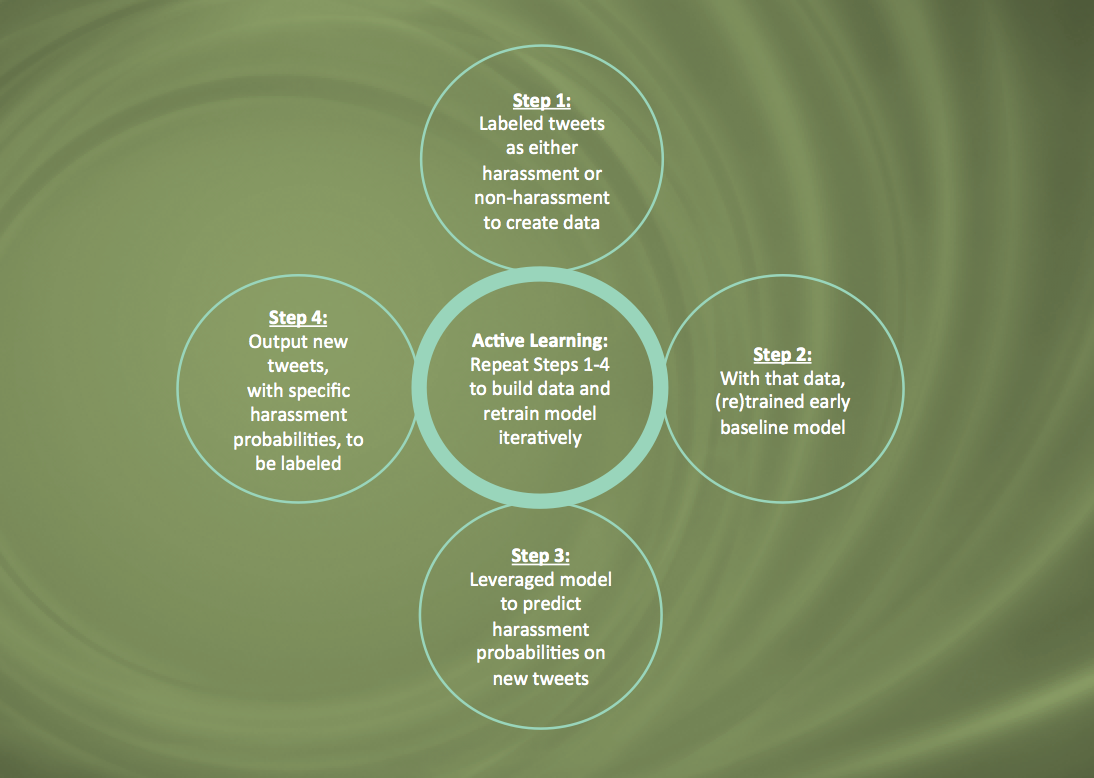 Step 1:
Labeled tweets
as either
harassment or
non-harassment
to create data
Step 4:
Output new
tweets,
with specific
harassment
probabilities, to
be labeled
Active Learning:
Repeat Steps 1-4
to build data and
retrain model
iteratively
Step 2:
With that data,
(re)trained early
baseline model
Step 3:
Leveraged model
to predict
harassment
probabilities on
new tweets